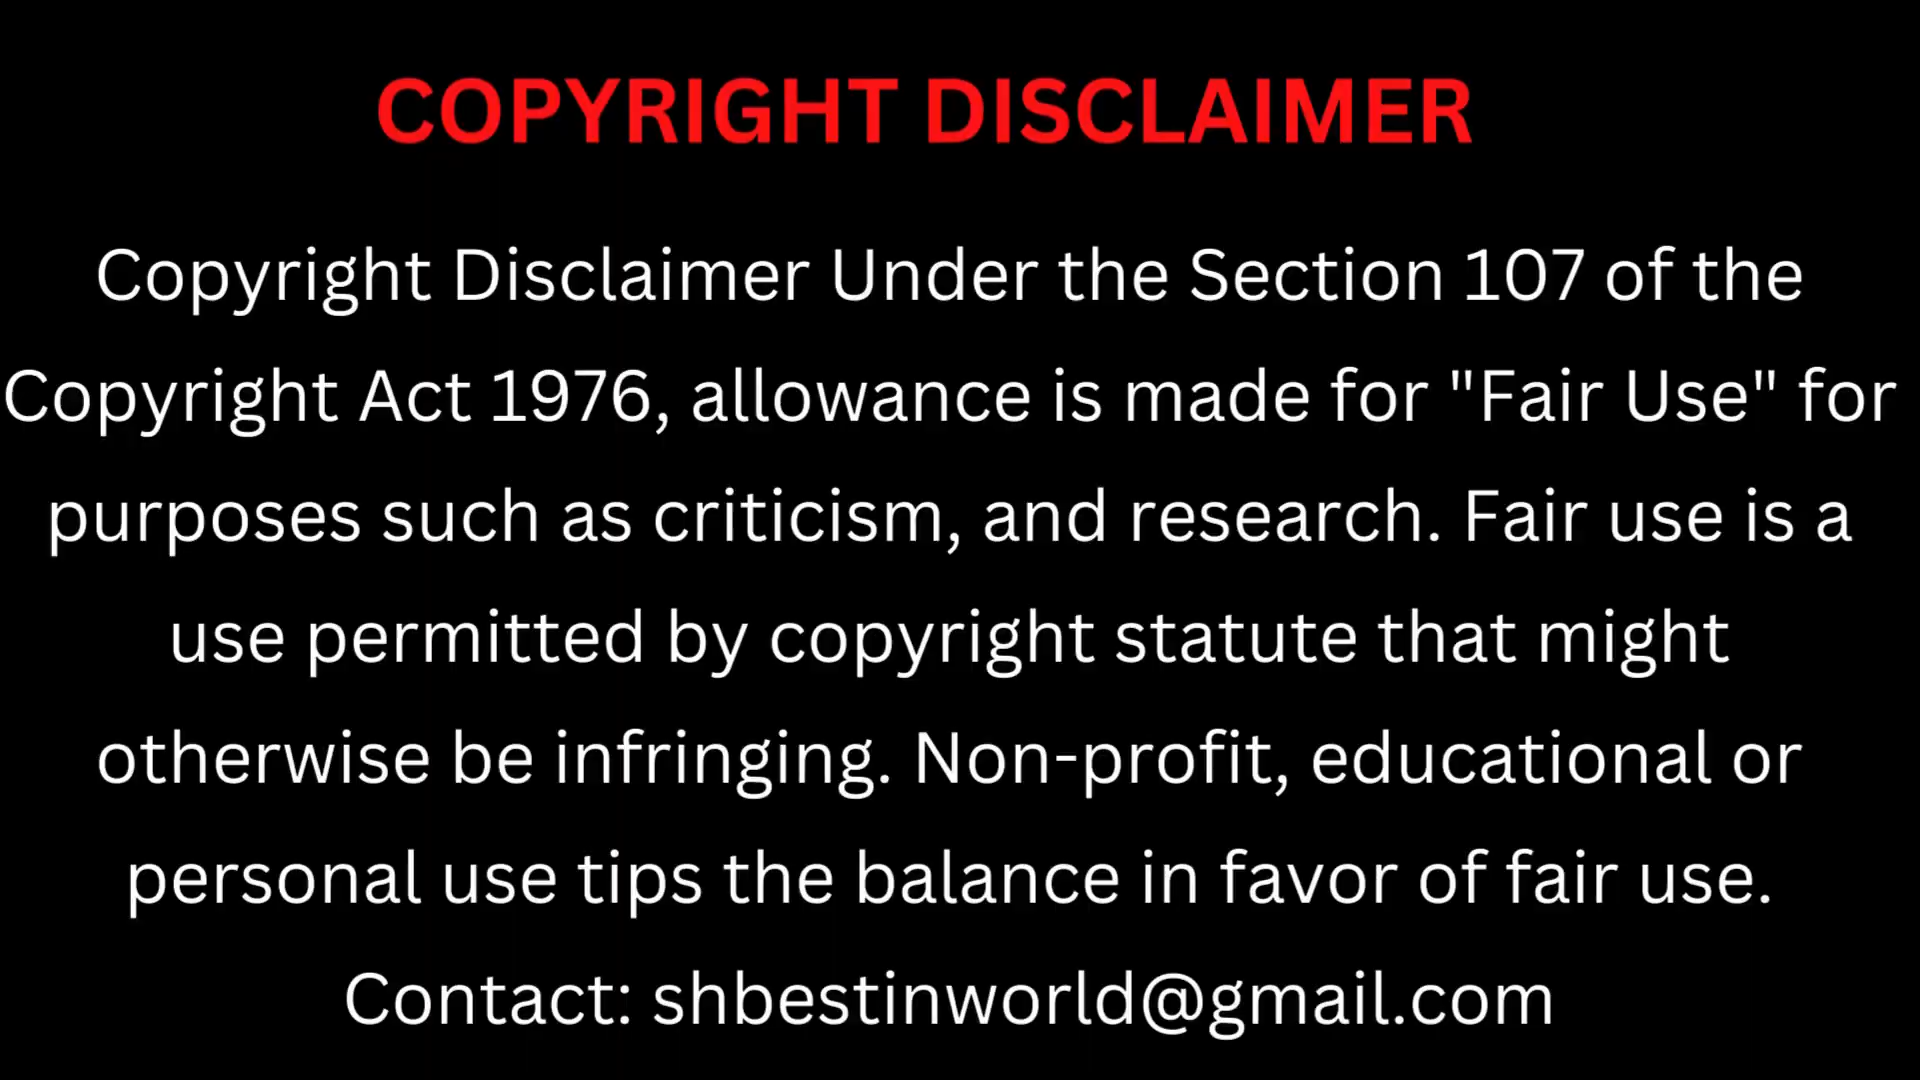 COPYRIGHT DISCLAIMER
Copyright Disclaimer Under the Section 107 of the
Copyright Act 1976, allowance is made for "Fair Use" for
purposes such as criticism, and research. Fair use is a
use permitted by copyright statute that might
otherwise be infringing. Non-profit, educational or
personal use tips the balance in favor of fair use.
Contact: shbestinworld@gmail.com